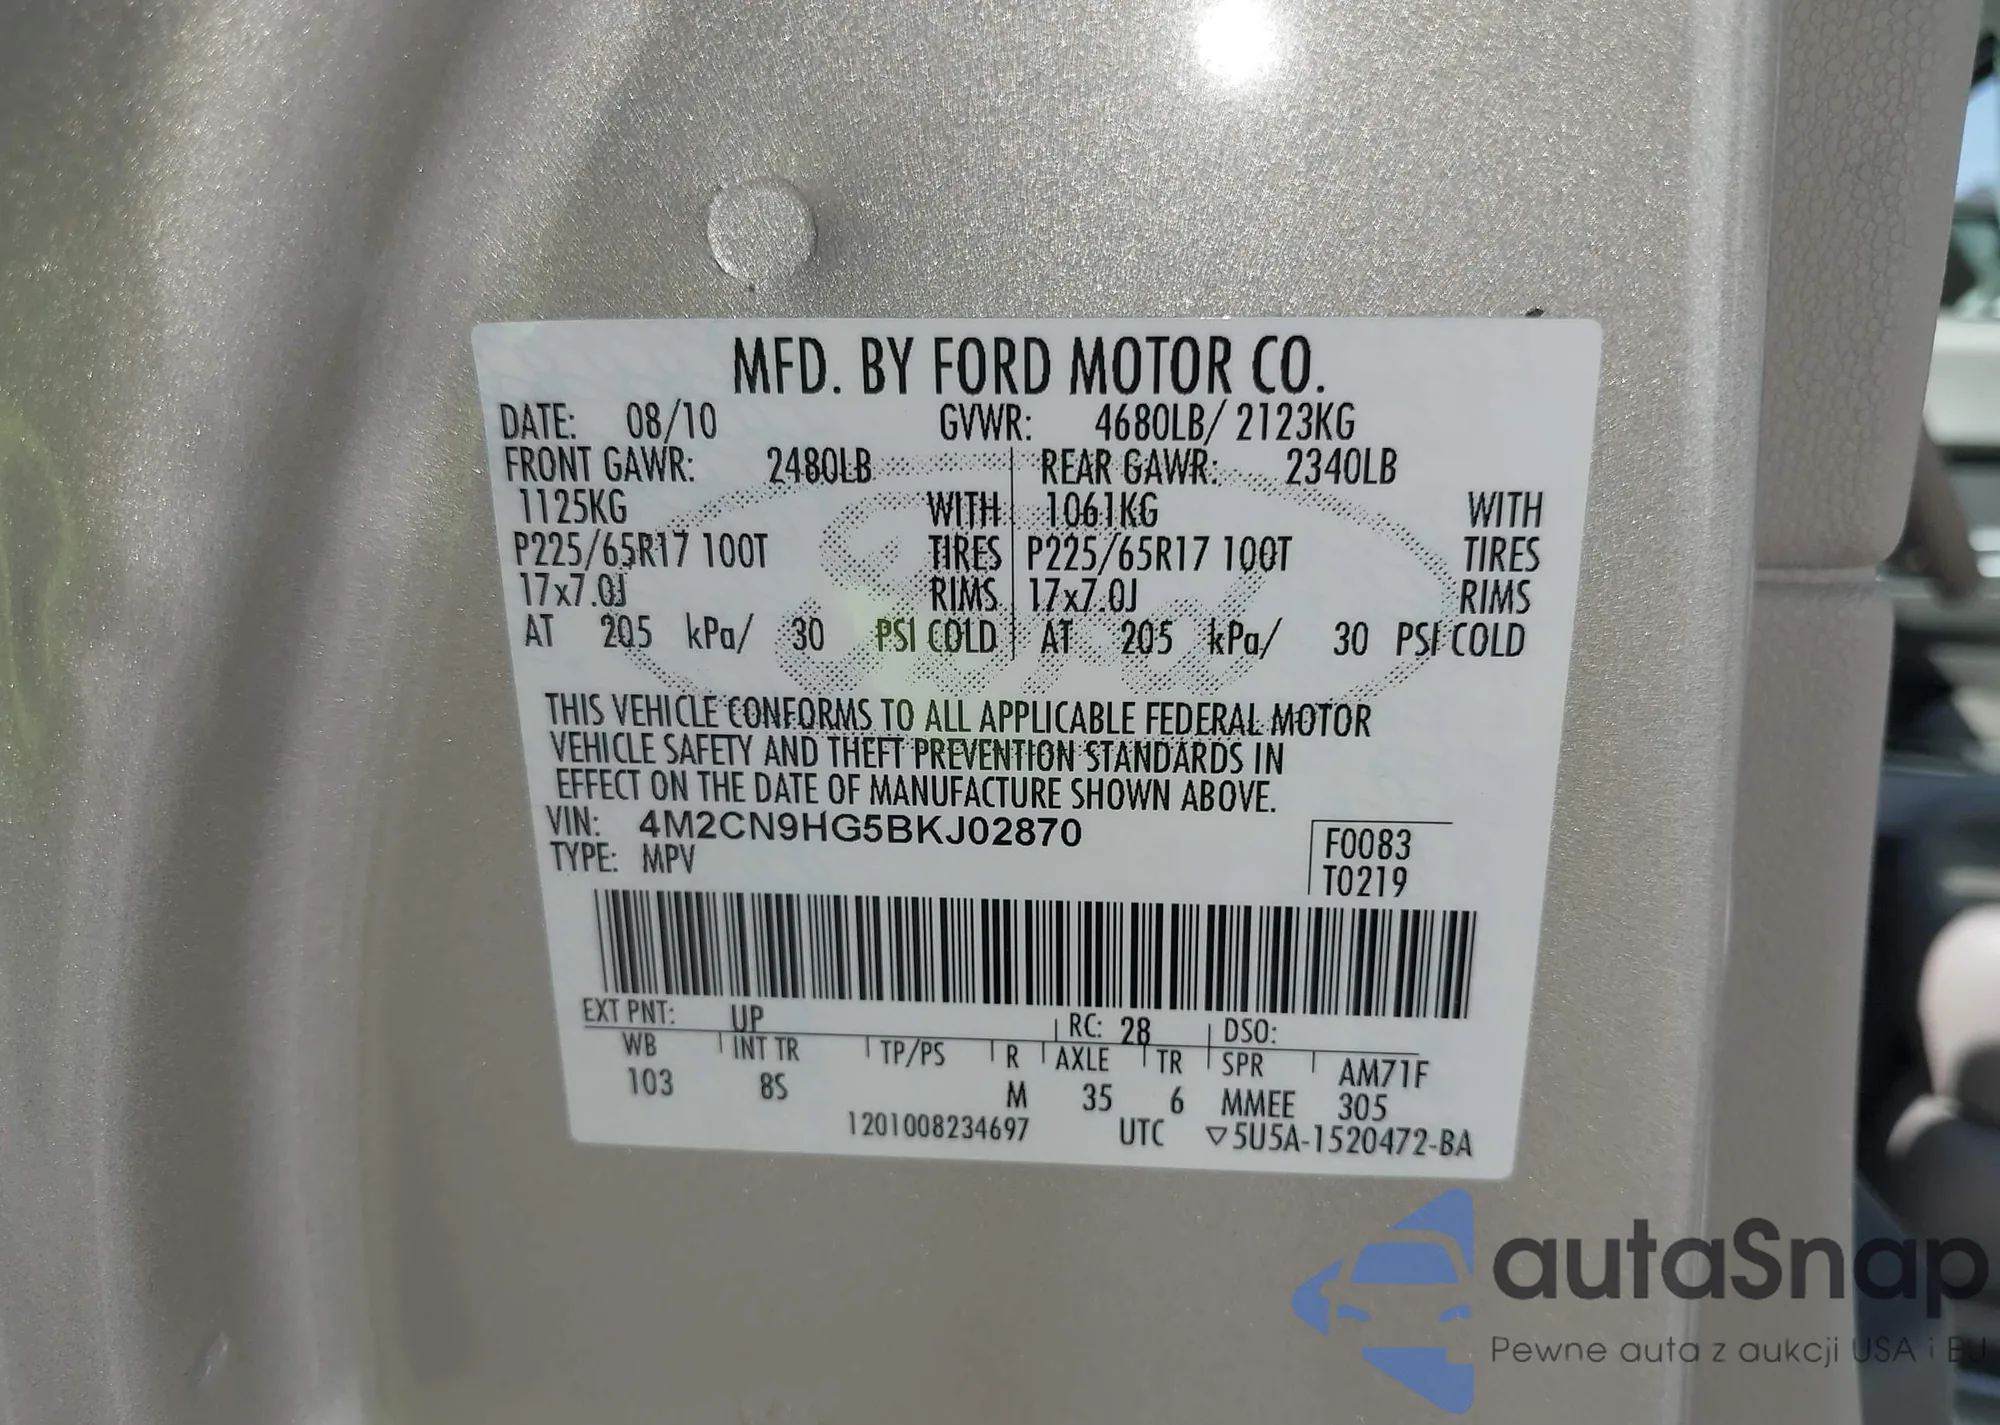 MFD. BY FORD MOTOR CO.
DATE: 08/10 GVWR: 4680LB/ 2123KG
FRONT GAWR: 2480LB REAR GAWR: 2340LB
1125KG WITH 1061KG WITH
P225/65R17 100T TIRES P225/65R17 100T TIRES
17x7.0J RIMS 17x7.0J RIMS
AT 205 kPa/ 30 PSI COLD AT 205 kPa/ 30 PSI COLD
THIS VEHICLE CONFORMS TO ALL APPLICABLE FEDERAL MOTOR
VEHICLE SAFETY AND THEFT PREVENTION STANDARDS IN
EFFECT ON THE DATE OF MANUFACTURE SHOWN ABOVE.
VIN: 4M2CN9HG5BKJ02870 F0083
TYPE: MPV T0219
EXT PNT: UP RC: 28 DSO:
WB INT TR TP/PS R AXLE TR SPR AM71F
103 8S M 35 6 MMEE 305
1201008234697 UTC ▽5U5A-1520472-BA
autaSnap
Pewne auta z aukcji USA i EU